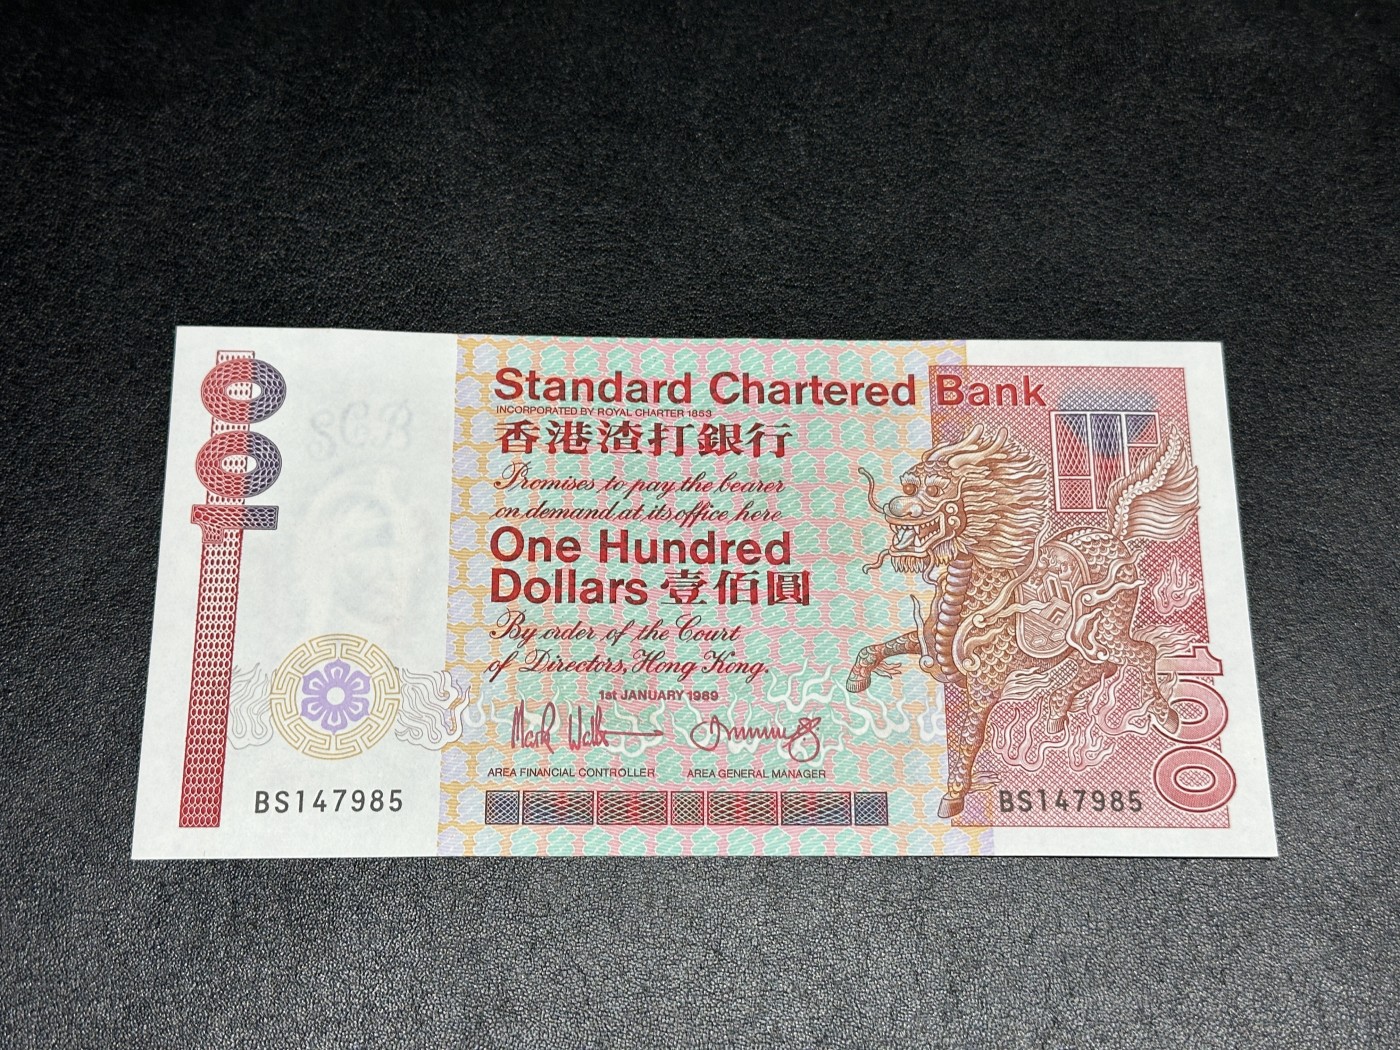 100
Standard Chartered Bank
INCORPORATED BY ROYAL CHARTER 1853
香港渣打銀行
Promises to pay the bearer
on demand at its office here
One Hundred
Dollars 壹佰圓
By order of the Court
of Directors, Hong Kong.
1st JANUARY 1989
AREA FINANCIAL CONTROLLER AREA GENERAL MANAGER
BS147985
BS147985
100